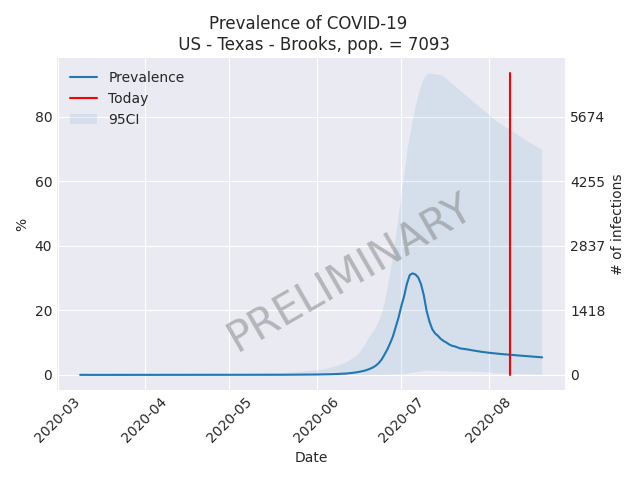 Prevalence of COVID-19
US - Texas - Brooks, pop. = 7093
Prevalence
Today
95CI
PRELIMINARY
%
80
60
40
20
0
# of infections
5674
4255
2837
1418
0
2020-03
2020-04
2020-05
2020-06
2020-07
2020-08
Date